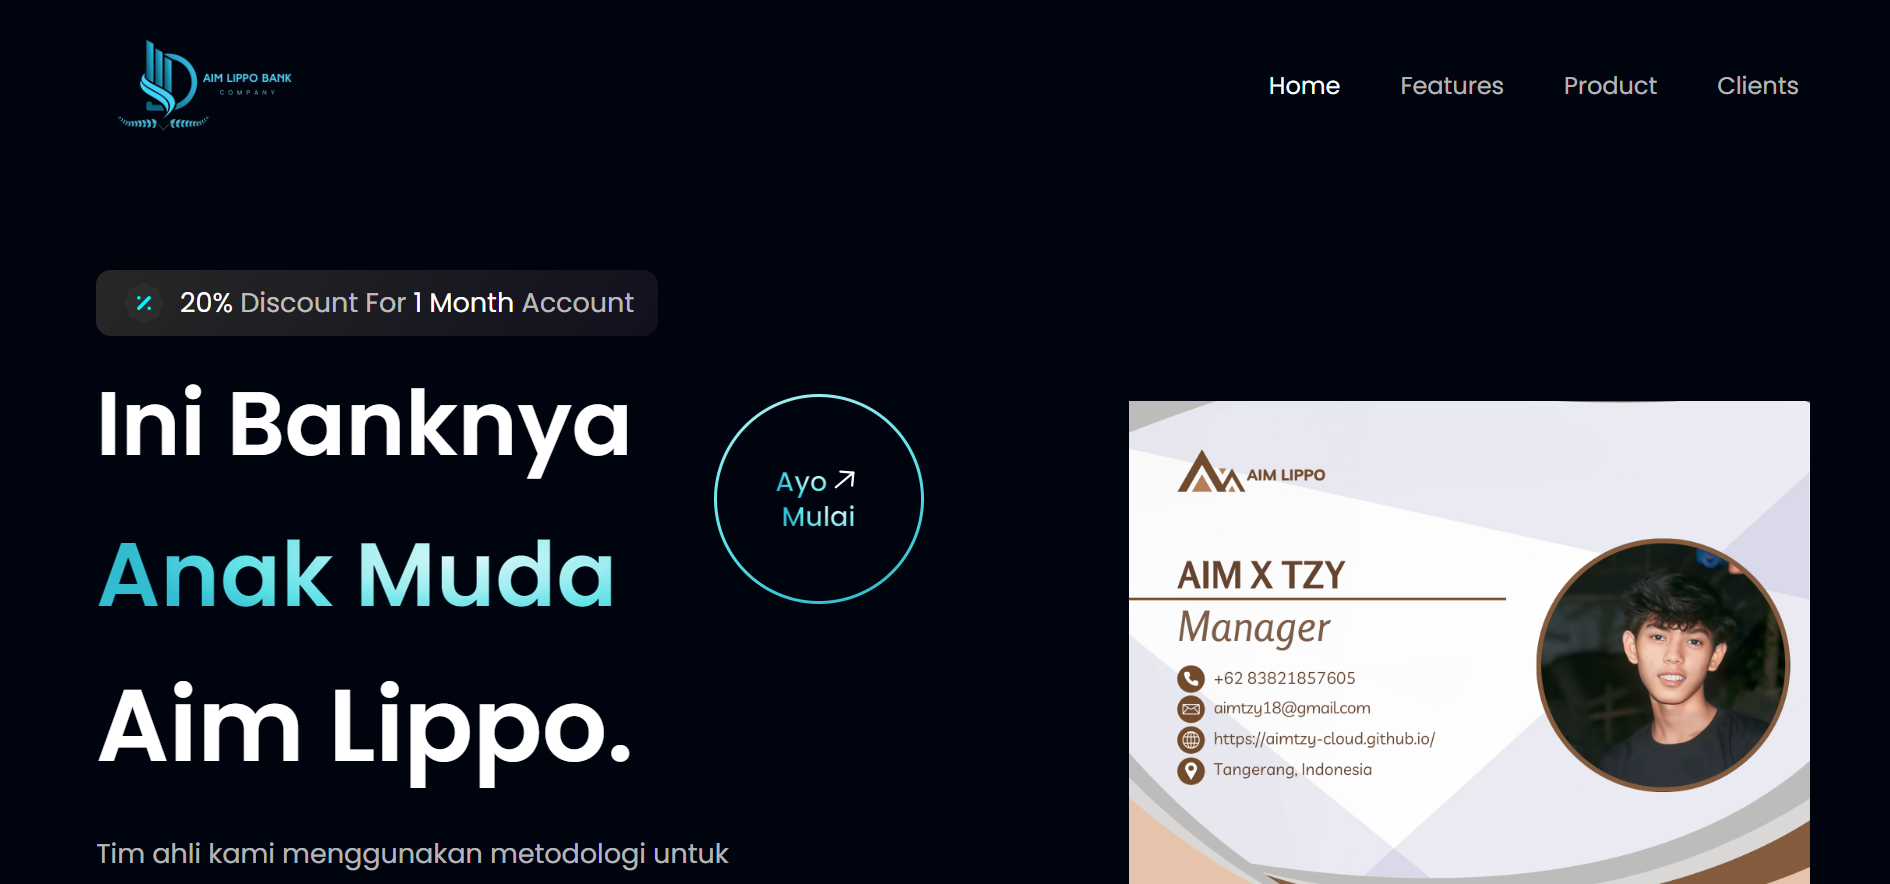 AIM LIPPO BANK
COMPANY
Home Features Product Clients
20% Discount For 1 Month Account
Ini Banknya
Anak Muda
Aim Lippo.
Ayo
Mulai
Tim ahli kami menggunakan metodologi untuk
AIM LIPPO
AIM X TZY
Manager
+62 83821857605
aimtzy18@gmail.com
https://aimtzy-cloud.github.io/
Tangerang, Indonesia